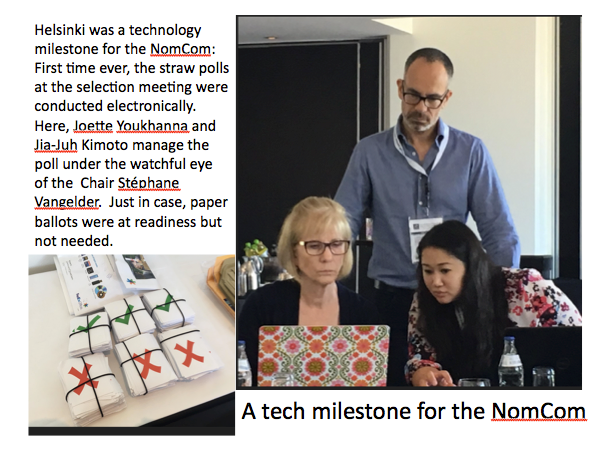 Helsinki was a technology
milestone for the NomCom:
First time ever, the straw polls
at the selection meeting were
conducted electronically.
Here, Joette Youkhanna and
Jia-Juh Kimoto manage the
poll under the watchful eye
of the  Chair Stéphane
Vangelder.  Just in case, paper
ballots were at readiness but
not needed.
A tech milestone for the NomCom